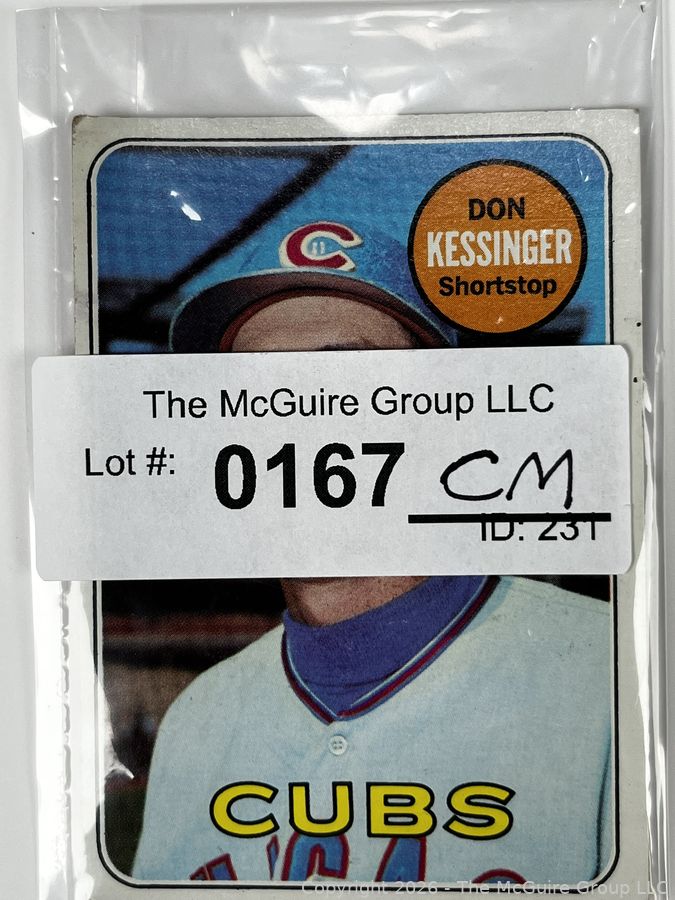 DON
KESSINGER
Shortstop
C
The McGuire Group LLC
Lot #: 0167 CM
ID: 231
CUBS
Copyright 2026 - The McGuire Group LLC